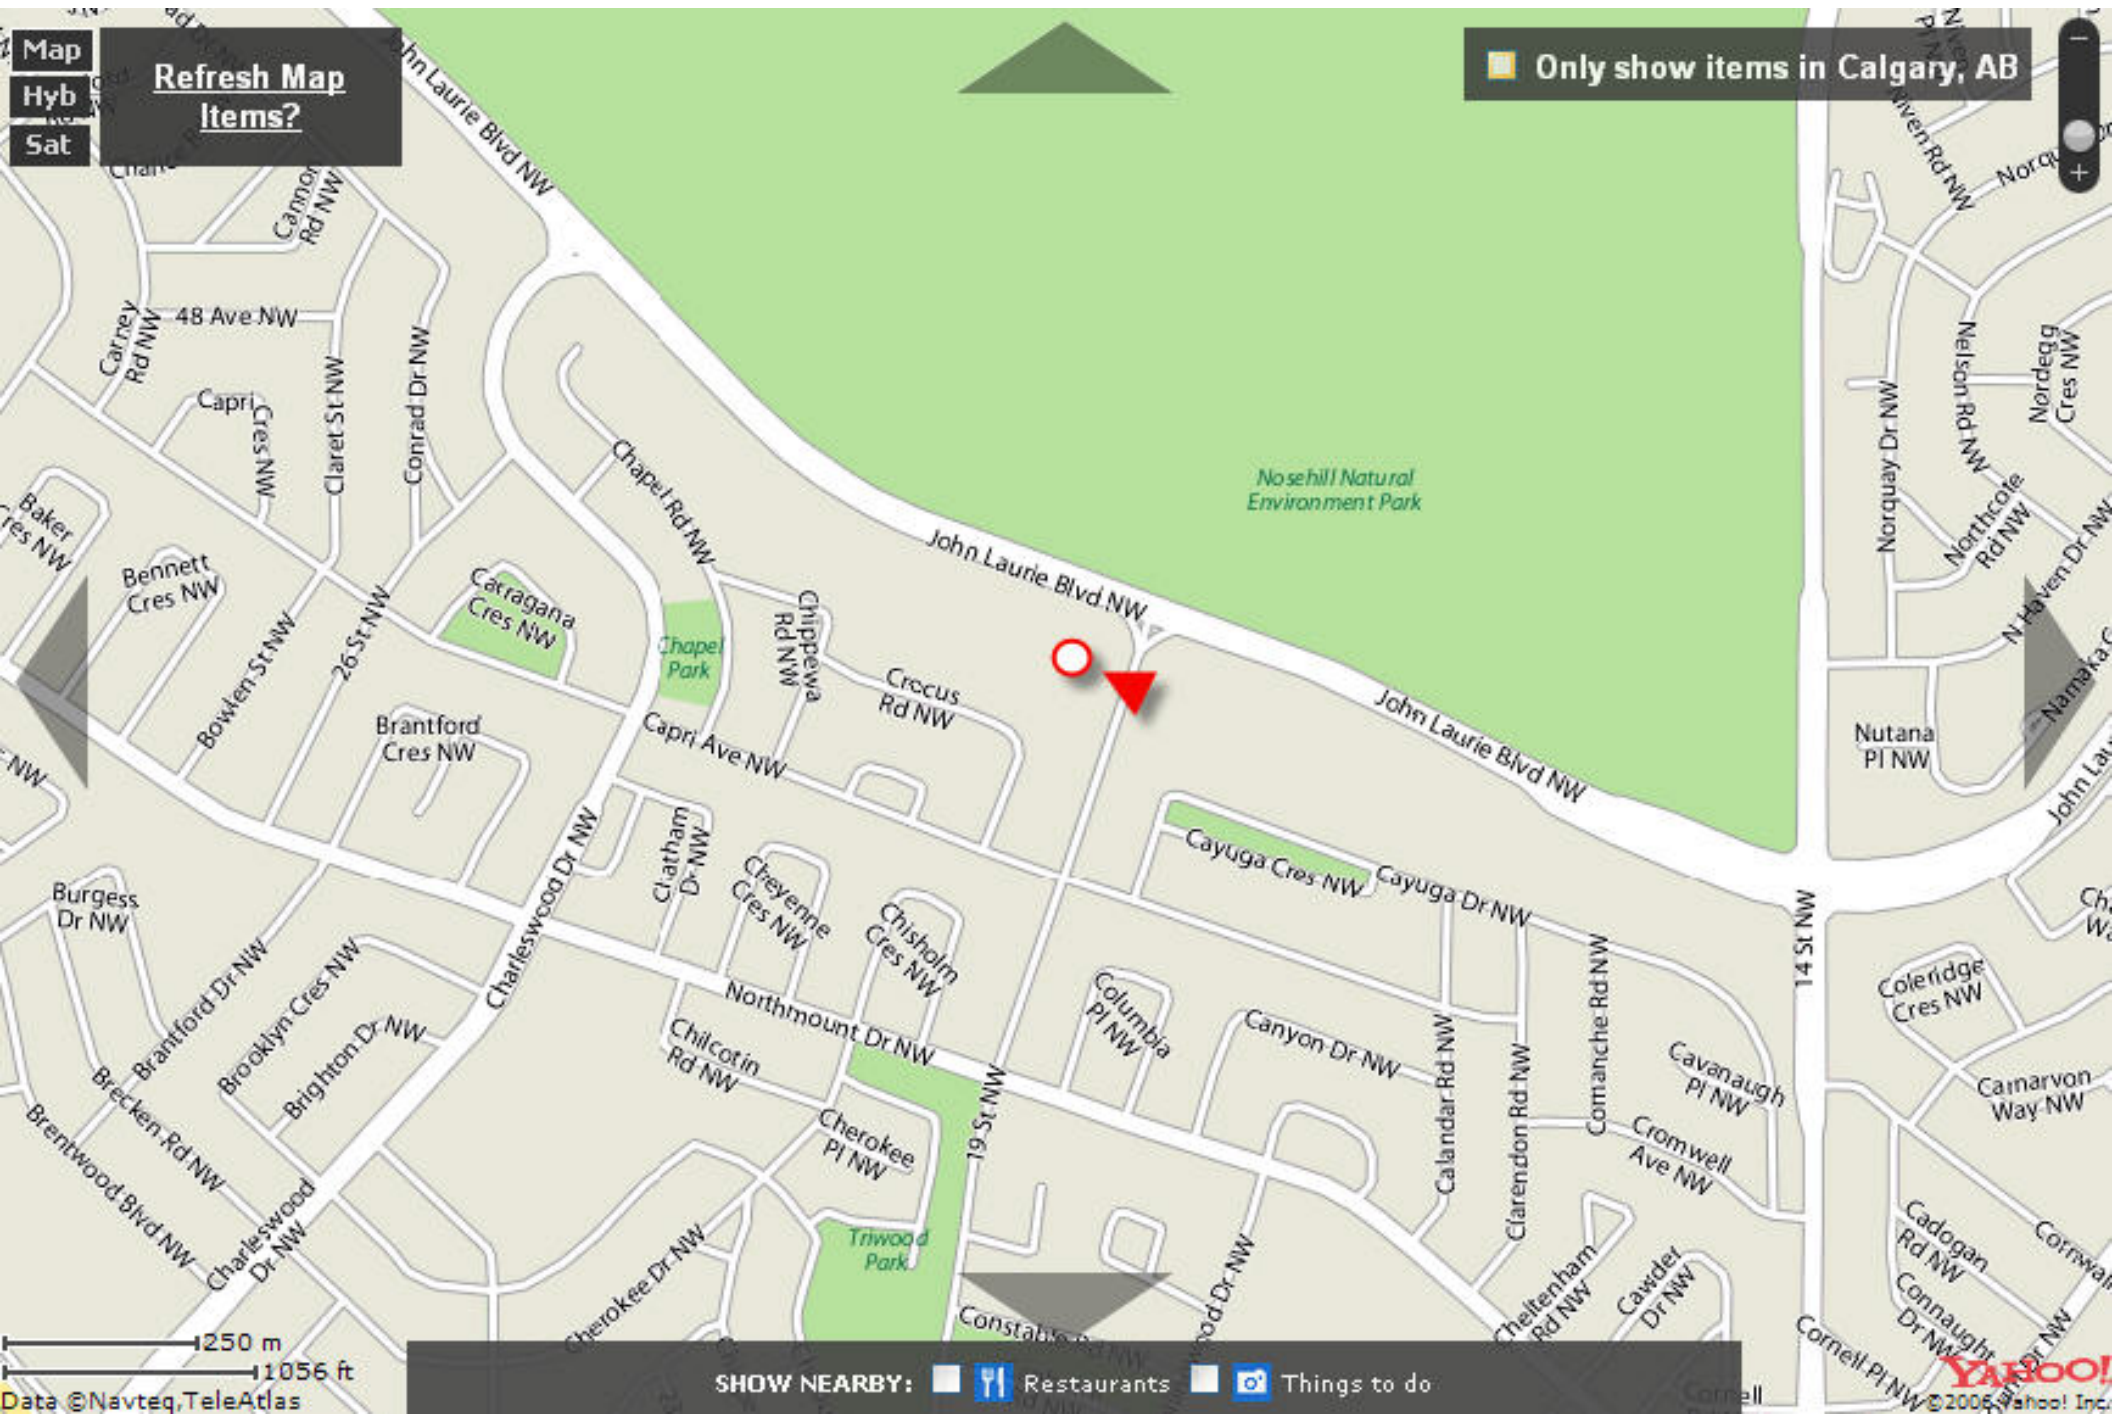 Map
Hyb
Sat
Refresh Map
Items?
Only show items in Calgary, AB
John Laurie Blvd NW
Cannon
Rd NW
Niven Rd NW
48 Ave NW
Carney
Rd NW
Capri
Cres NW
Claret St NW
Conrad Dr NW
Chapel Rd NW
Nosehill Natural
Environment Park
Nordegg
Cres NW
Nelson Rd NW
Norquay Dr NW
Northcote
Rd NW
N Haven Dr NW
Baker
Cres NW
Bennett
Cres NW
Carragana
Cres NW
John Laurie Blvd NW
Chippewa
Rd NW
Chapel
Park
Bowlen St NW
26 St NW
Crocus
Rd NW
Brantford
Cres NW
Capri Ave NW
John Laurie Blvd NW
Nutana
Pl NW
Chatham
Dr NW
Cayuga Cres NW
Cayuga Dr NW
Cheyenne
Cres NW
Chisholm
Cres NW
Burgess
Dr NW
Charleswood Dr NW
14 St NW
Brantford Dr NW
Brooklyn Cres NW
Brighton Dr NW
Northmount Dr NW
Columbia
Pl NW
Canyon Dr NW
Comanche Rd NW
Coleridge
Cres NW
Chilcotin
Rd NW
Calandar Rd NW
Clarendon Rd NW
Cavanaugh
Pl NW
Carnarvon
Way NW
Brecken Rd NW
Brentwood Blvd NW
19 St NW
Cherokee
Pl NW
Cromwell
Ave NW
Charleswood
Dr NW
Cherokee Dr NW
Triwood
Park
Cheltenham
Rd NW
Cawder
Dr NW
Cadogan
Rd NW
Connaught
Dr NW
Cornell Pl NW
250 m
1056 ft
SHOW NEARBY: Restaurants Things to do
Data ©Navteq,TeleAtlas
YAHOO!
©2006 Yahoo! Inc.